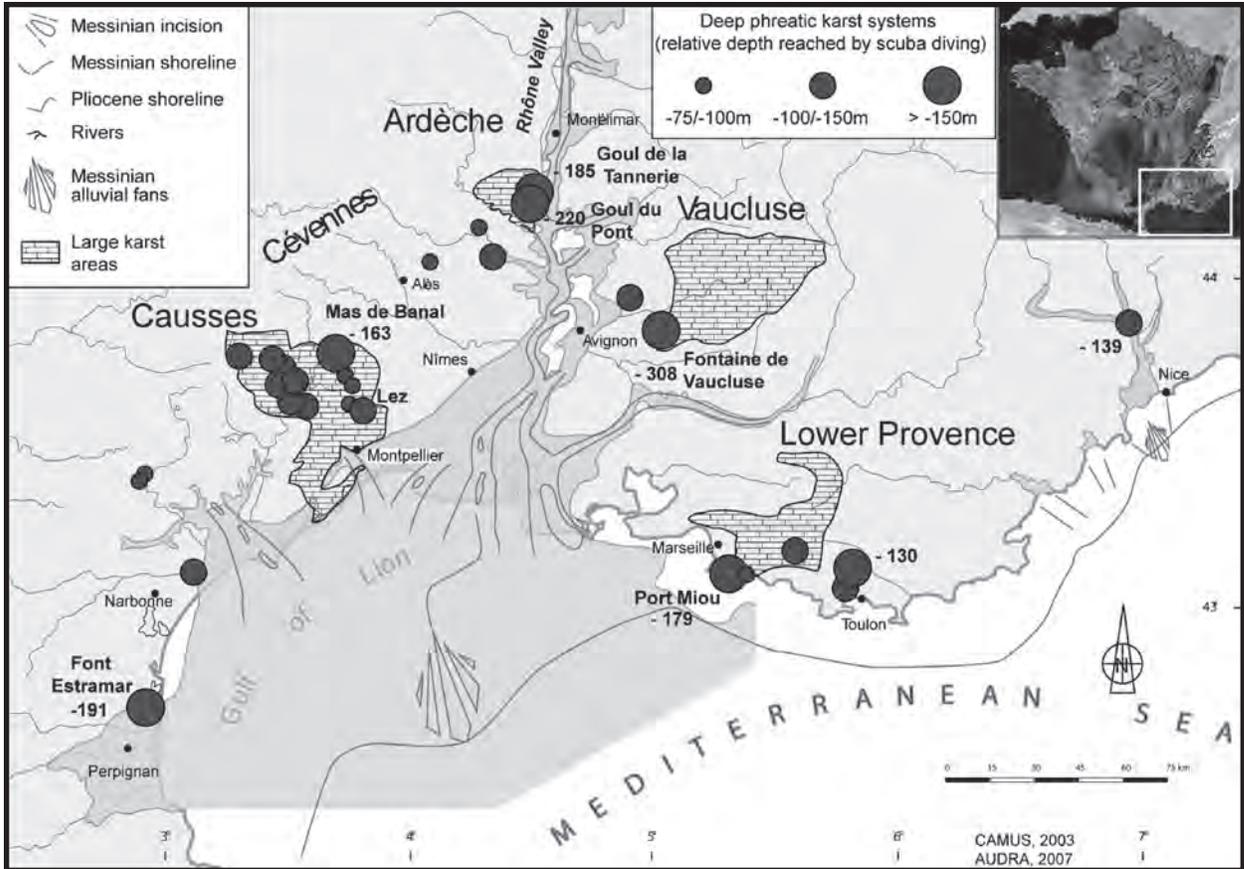 Messinian incision
Messinian shoreline
Pliocene shoreline
Rivers
Messinian
alluvial fans
Large karst
areas
Deep phreatic karst systems
(relative depth reached by scuba diving)
-75/-100m
-100/-150m
> -150m
Rhône Valley
Ardèche
Montélimar
- 185
Goul de la
Tannerie
- 220
Goul du
Pont
Vaucluse
Cévennes
Alès
44
Causses
Mas de Banal
- 163
Avignon
Nîmes
- 308
Fontaine de
Vaucluse
- 139
Nice
Lez
Lower Provence
Montpellier
Marseille
- 130
Gulf of Lion
Narbonne
Port Miou
- 179
Toulon
43
Font
Estramar
-191
N
Perpignan
MEDITERRANEAN SEA
0 15 30 45 60 75 km
3°
4°
5°
6°
7°
CAMUS, 2003
AUDRA, 2007